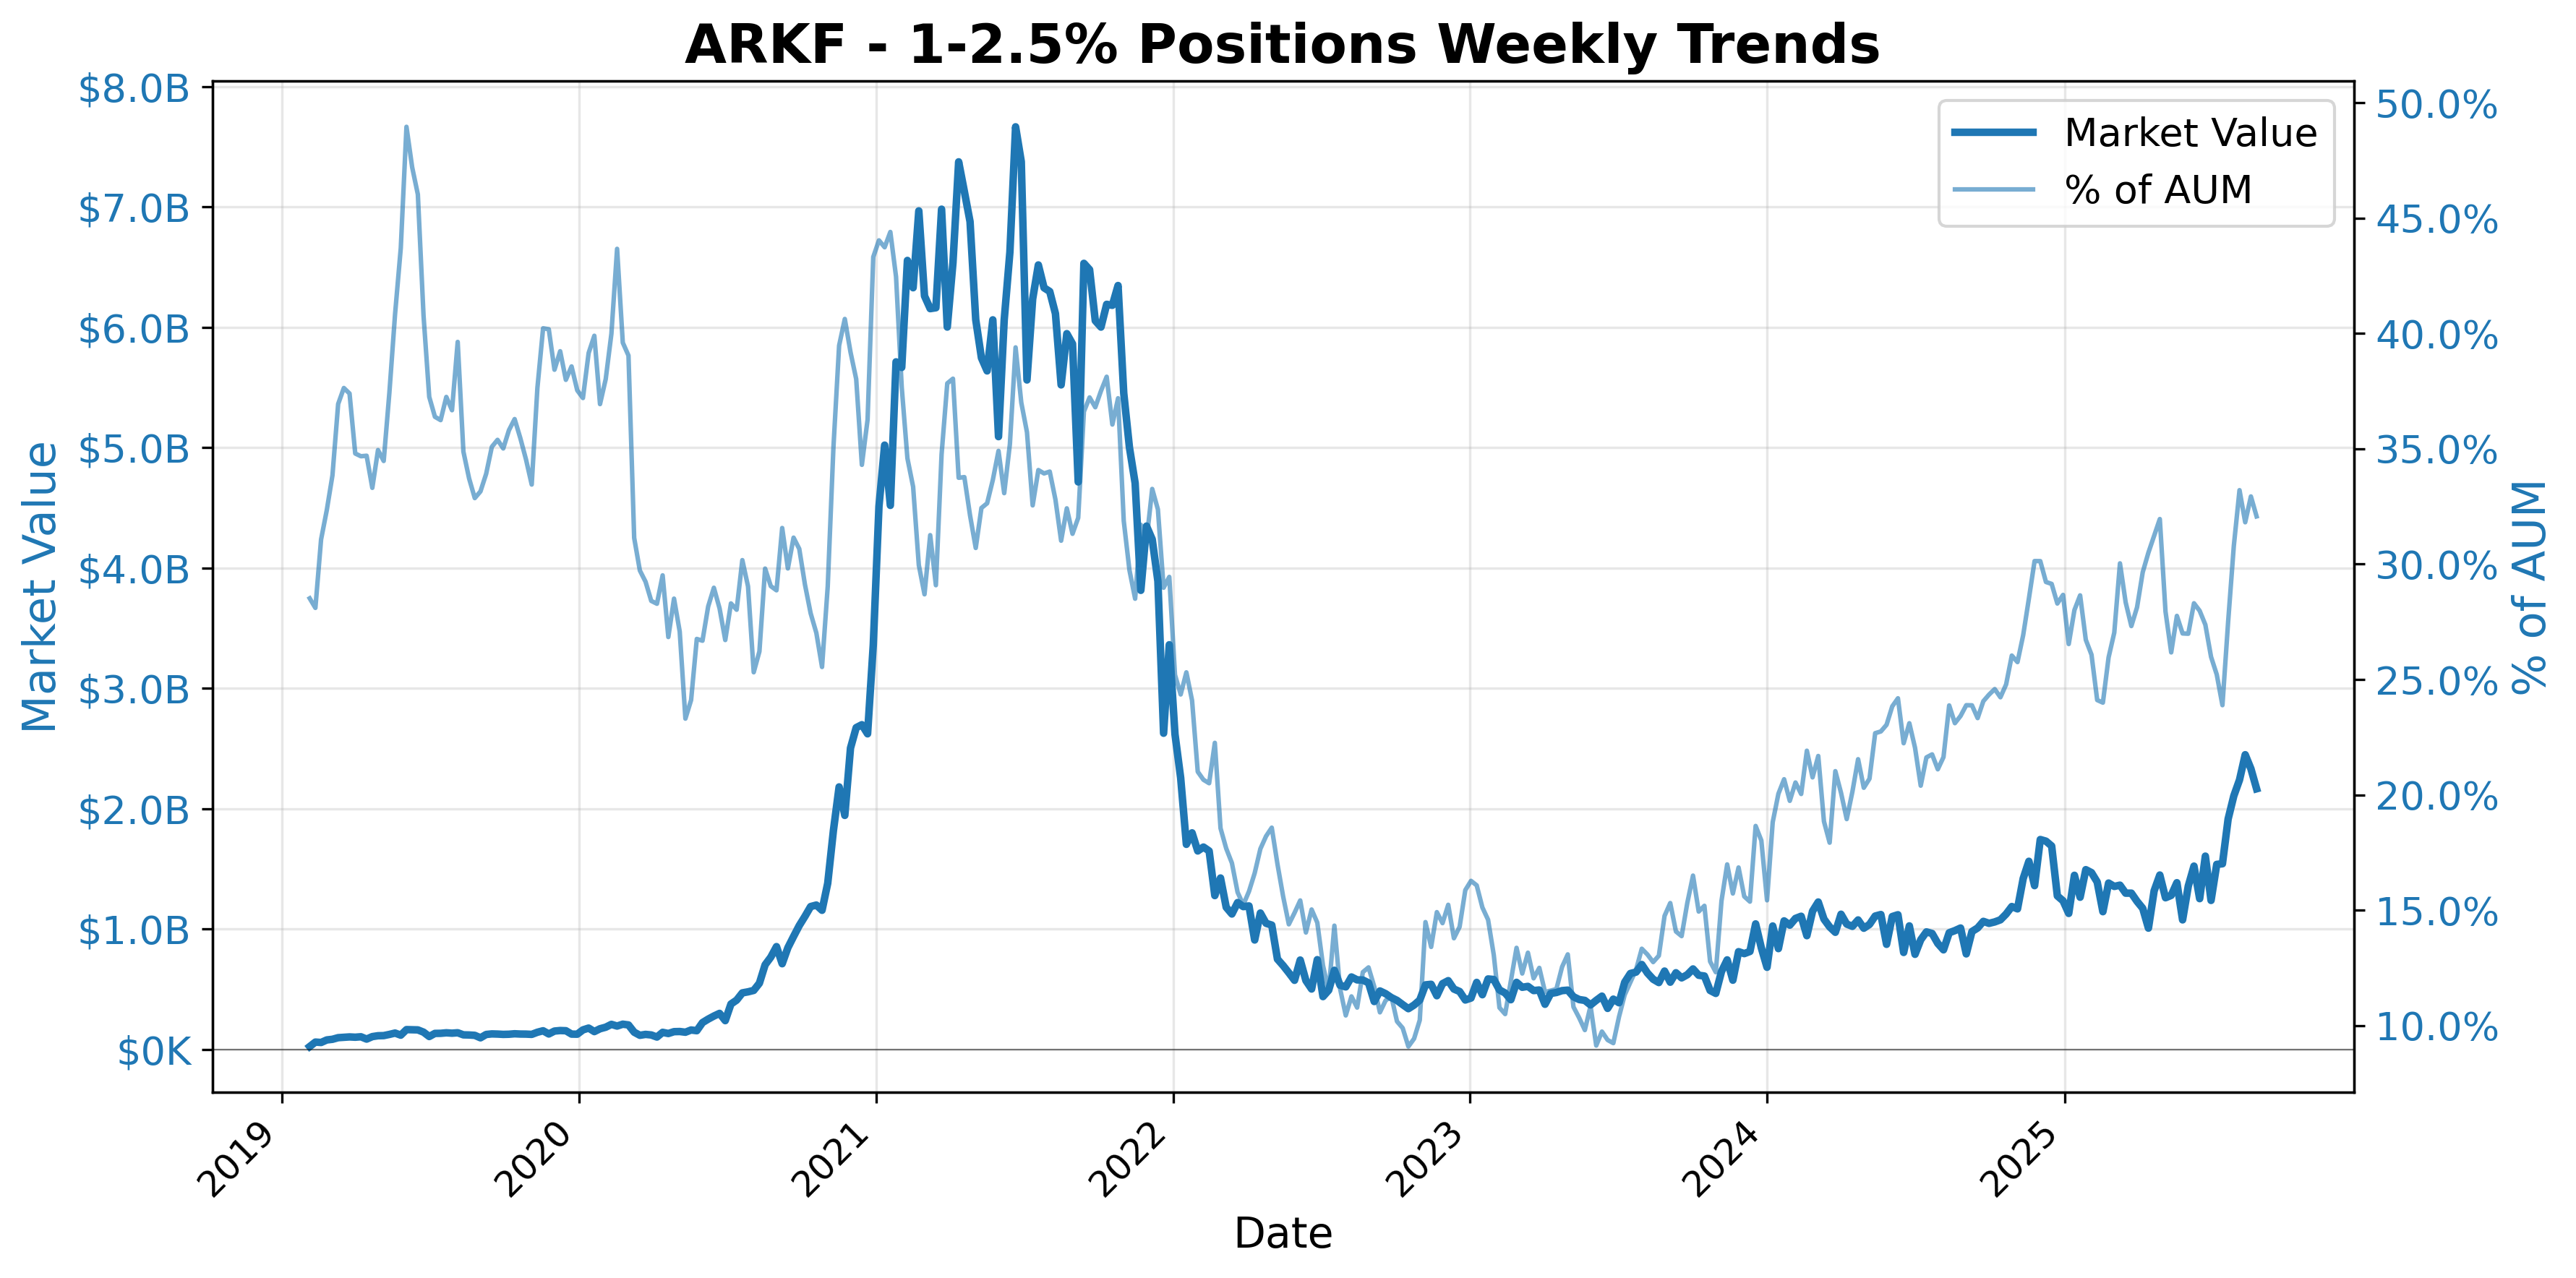 ARKF - 1-2.5% Positions Weekly Trends
Market Value
% of AUM
$8.0B
$7.0B
$6.0B
$5.0B
$4.0B
$3.0B
$2.0B
$1.0B
$0K
Market Value
50.0%
45.0%
40.0%
35.0%
30.0%
25.0%
20.0%
15.0%
10.0%
% of AUM
2019
2020
2021
2022
2023
2024
2025
Date